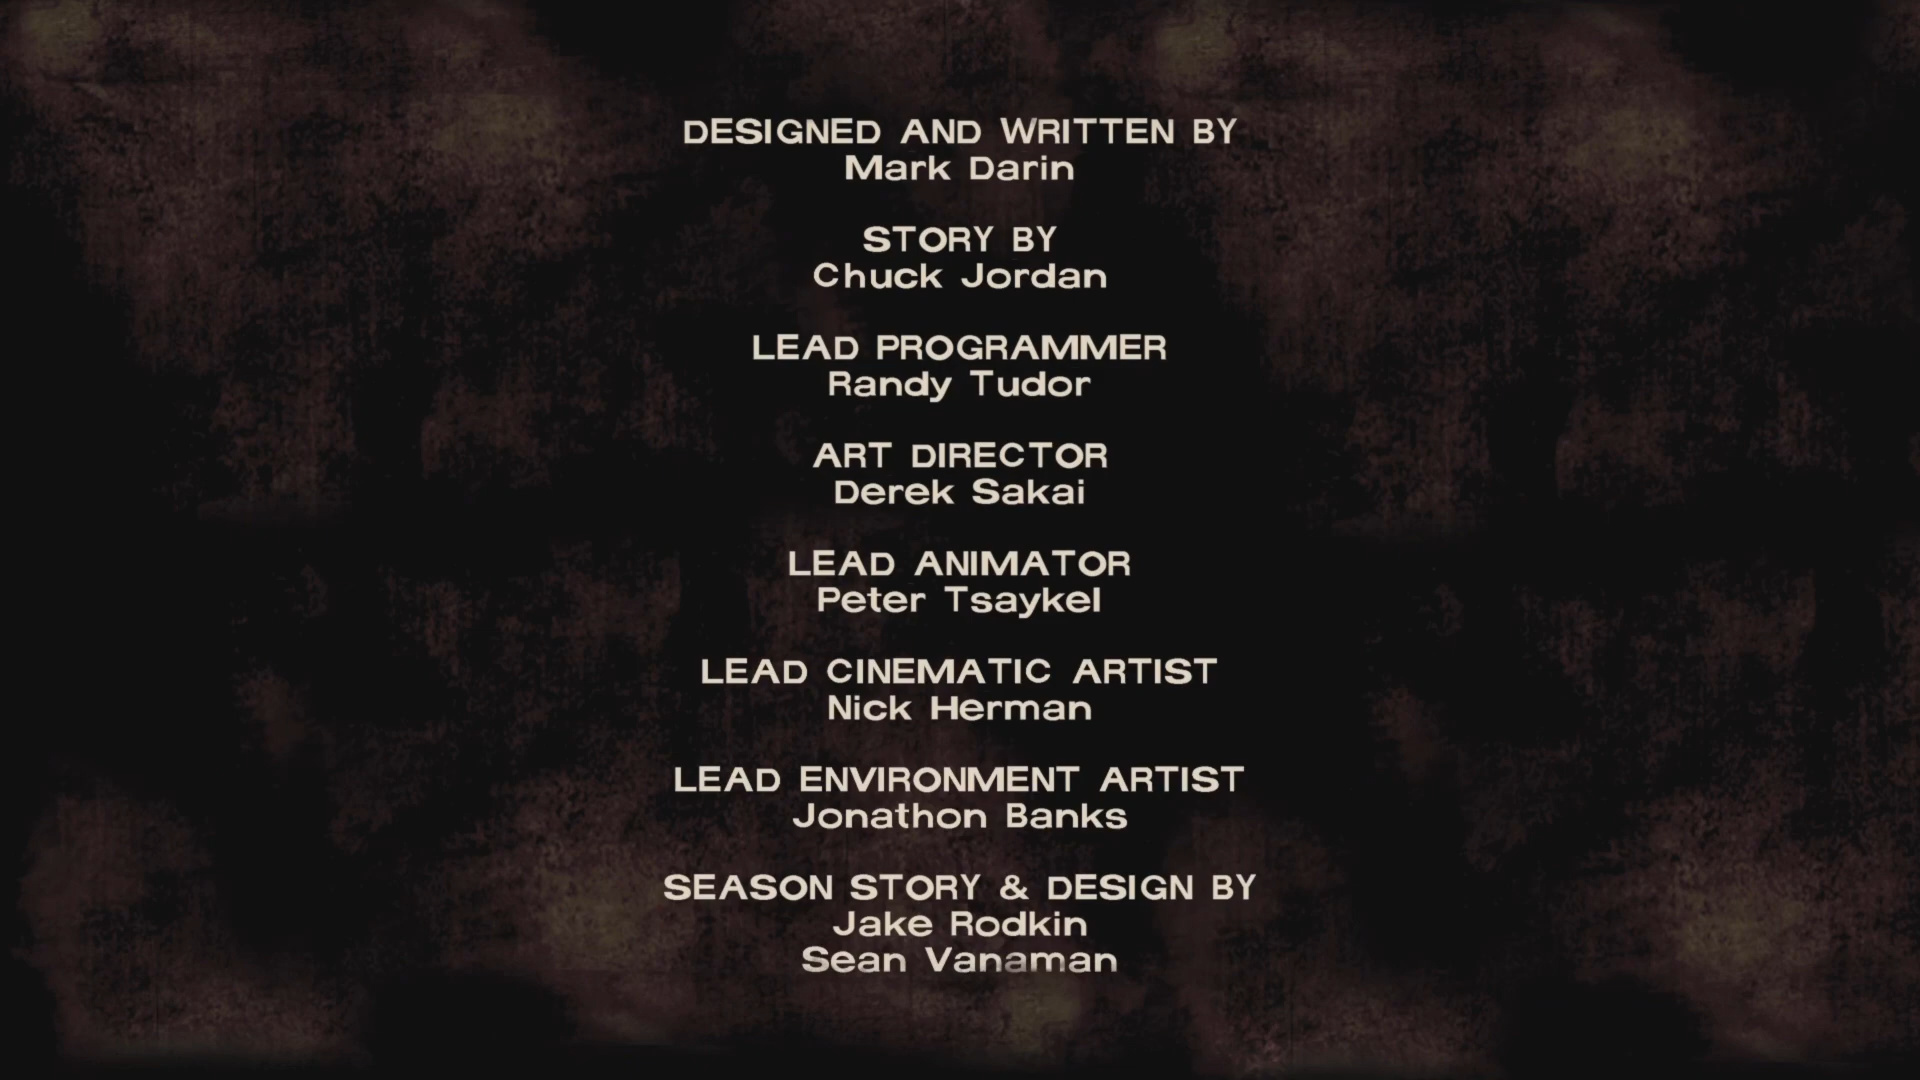 DESIGNED AND WRITTEN BY
Mark Darin
STORY BY
Chuck Jordan
LEAD PROGRAMMER
Randy Tudor
ART DIRECTOR
Derek Sakai
LEAD ANIMATOR
Peter Tsaykel
LEAD CINEMATIC ARTIST
Nick Herman
LEAD ENVIRONMENT ARTIST
Jonathon Banks
SEASON STORY & DESIGN BY
Jake Rodkin
Sean Vanaman